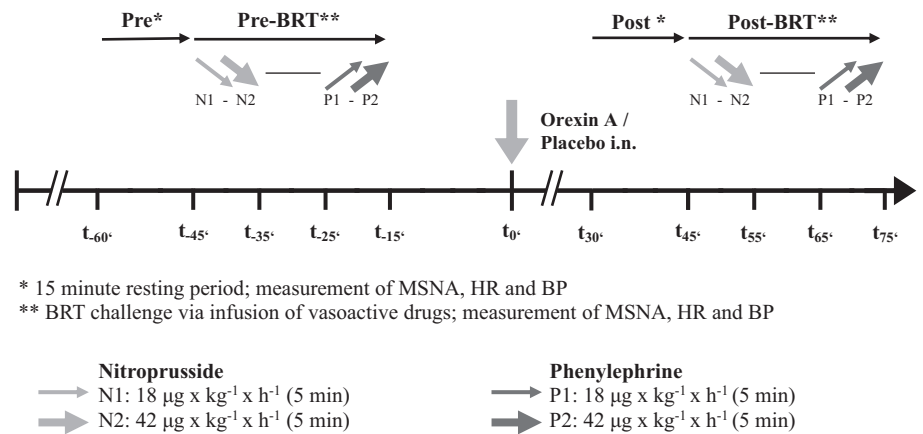 Pre* Pre-BRT** Post * Post-BRT**
N1 - N2 P1 - P2 N1 - N2 P1 - P2
Orexin A /
Placebo i.n.
t-60‘ t-45‘ t-35‘ t-25‘ t-15‘ t0‘ t30‘ t45‘ t55‘ t65‘ t75‘
* 15 minute resting period; measurement of MSNA, HR and BP
** BRT challenge via infusion of vasoactive drugs; measurement of MSNA, HR and BP
Nitroprusside Phenylephrine
N1: 18 µg x kg⁻¹ x h⁻¹ (5 min) P1: 18 µg x kg⁻¹ x h⁻¹ (5 min)
N2: 42 µg x kg⁻¹ x h⁻¹ (5 min) P2: 42 µg x kg⁻¹ x h⁻¹ (5 min)